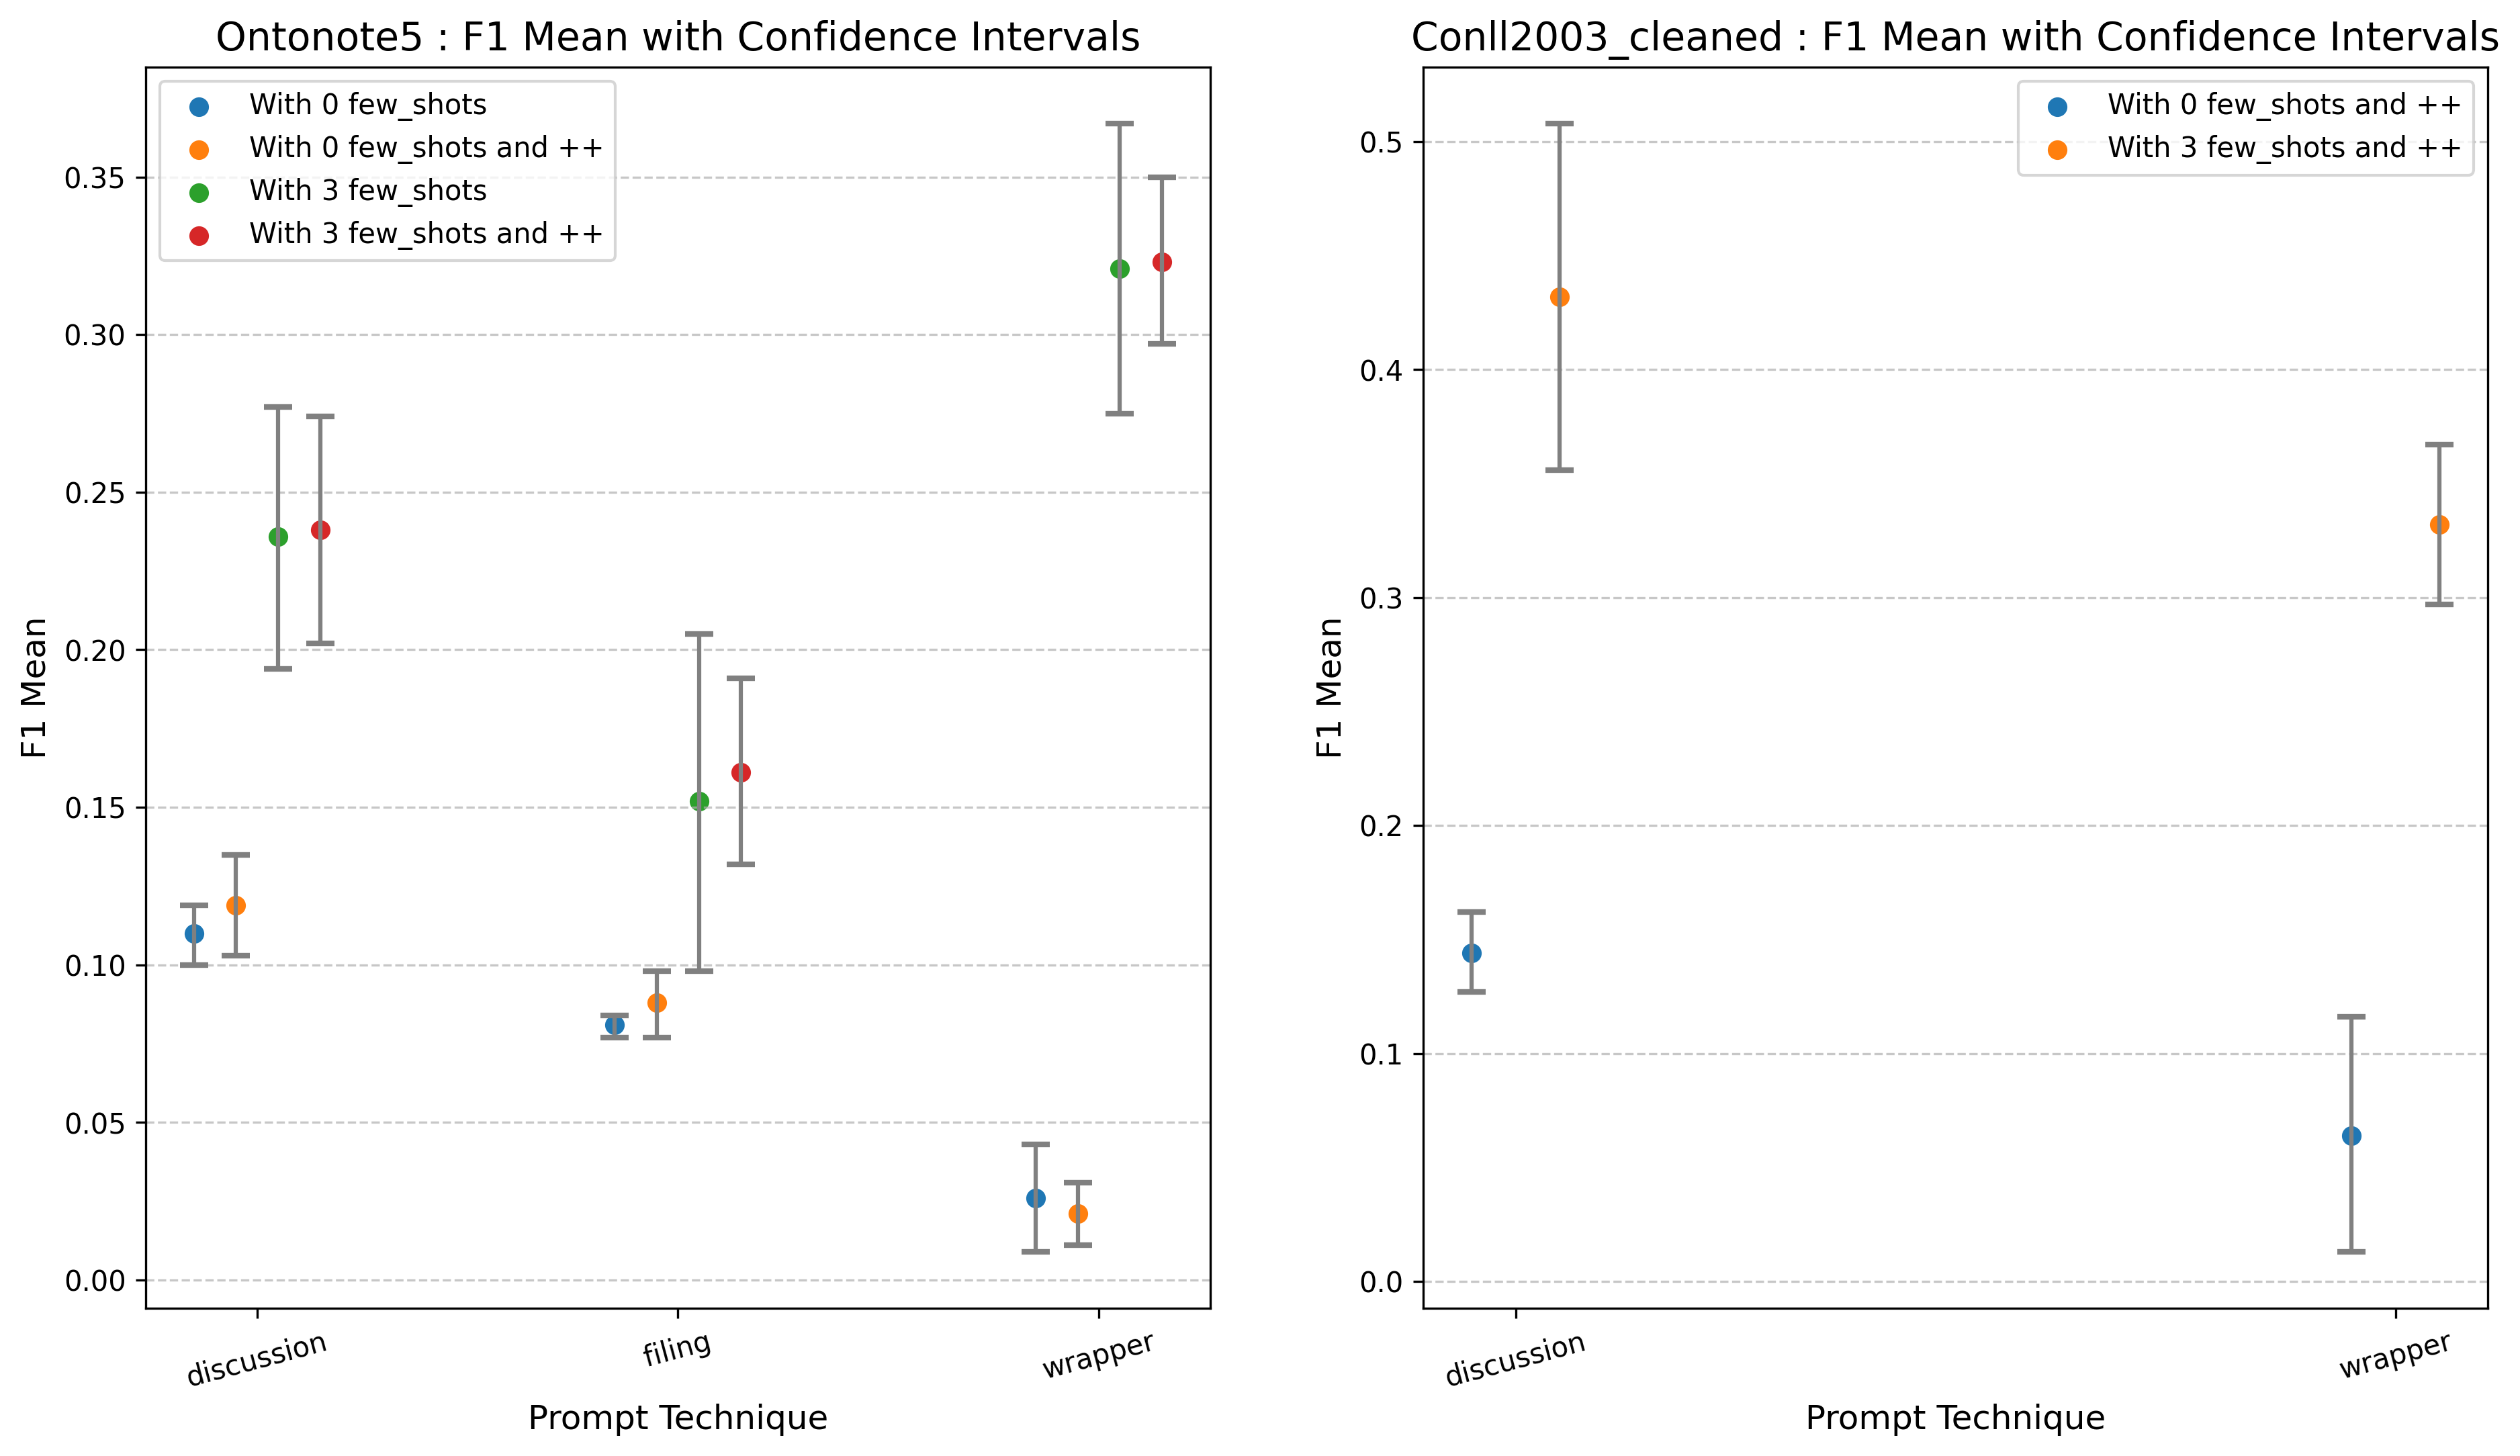 Ontonote5 : F1 Mean with Confidence Intervals
With 0 few_shots
With 0 few_shots and ++
With 3 few_shots
With 3 few_shots and ++
F1 Mean
0.35
0.30
0.25
0.20
0.15
0.10
0.05
0.00
discussion
filing
wrapper
Prompt Technique
Conll2003_cleaned : F1 Mean with Confidence Intervals
With 0 few_shots and ++
With 3 few_shots and ++
F1 Mean
0.5
0.4
0.3
0.2
0.1
0.0
discussion
wrapper
Prompt Technique